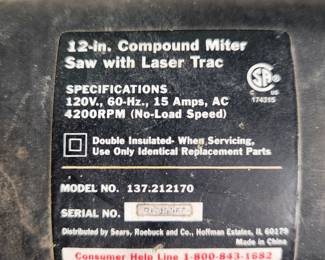 12-in. Compound Miter
Saw with Laser Trac
SPECIFICATIONS
120V., 60-Hz., 15 Amps, AC
4200RPM (No-Load Speed)
C US
174315
Double Insulated- When Servicing,
Use Only Identical Replacement Parts
MODEL NO. 137.212170
SERIAL NO.
Distributed by Sears, Roebuck and Co., Hoffman Estates, IL 60179
Made in China
Consumer Help Line 1-800-843-1682